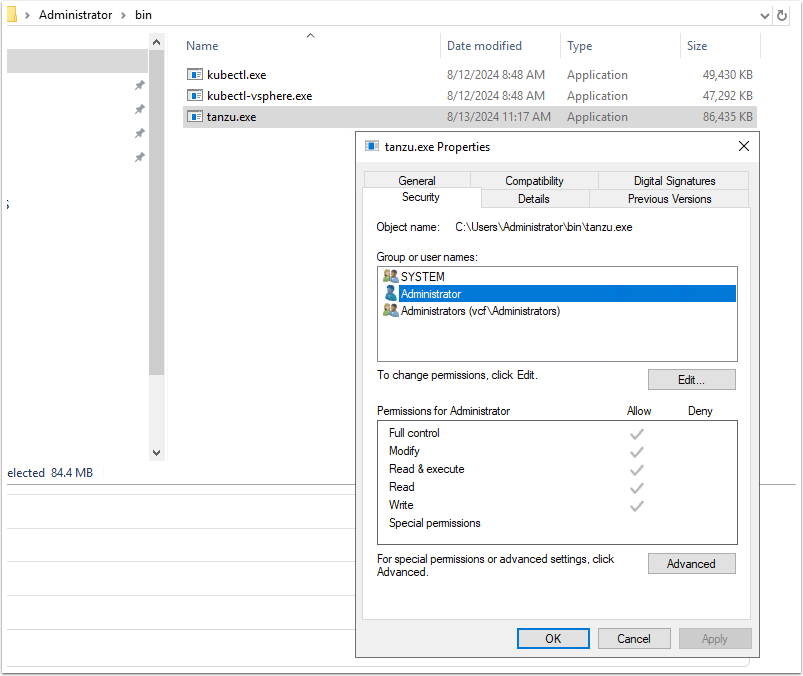 Administrator bin
Name Date modified Type Size
kubectl.exe 8/12/2024 8:48 AM Application 49,430 KB
kubectl-vsphere.exe 8/12/2024 8:48 AM Application 47,292 KB
tanzu.exe 8/13/2024 11:17 AM Application 86,435 KB
tanzu.exe Properties
General Compatibility Digital Signatures
Security Details Previous Versions
Object name: C:\Users\Administrator\bin\tanzu.exe
Group or user names:
SYSTEM
Administrator
Administrators (vcf\Administrators)
To change permissions, click Edit.
Edit...
Permissions for Administrator Allow Deny
Full control
Modify
Read & execute
Read
Write
Special permissions
For special permissions or advanced settings, click
Advanced.
Advanced
OK Cancel Apply
elected 84.4 MB